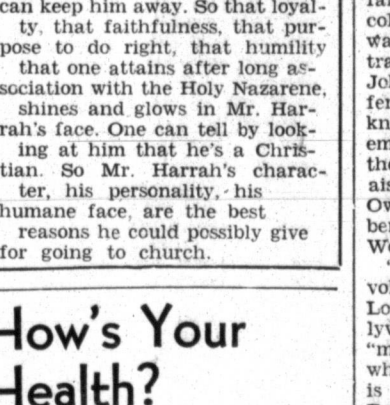 can keep him away. So that loyal-
ty, that faithfulness, that pur-
pose to do right, that humility
that one attains after long as-
sociation with the Holy Nazarene,
shines and glows in Mr. Har-
rah's face. One can tell by look-
ing at him that he's a Chris-
tian. So Mr. Harrah's charac-
ter, his personality, his
humane face, are the best
reasons he could possibly give
for going to church.
How's Your
Health?